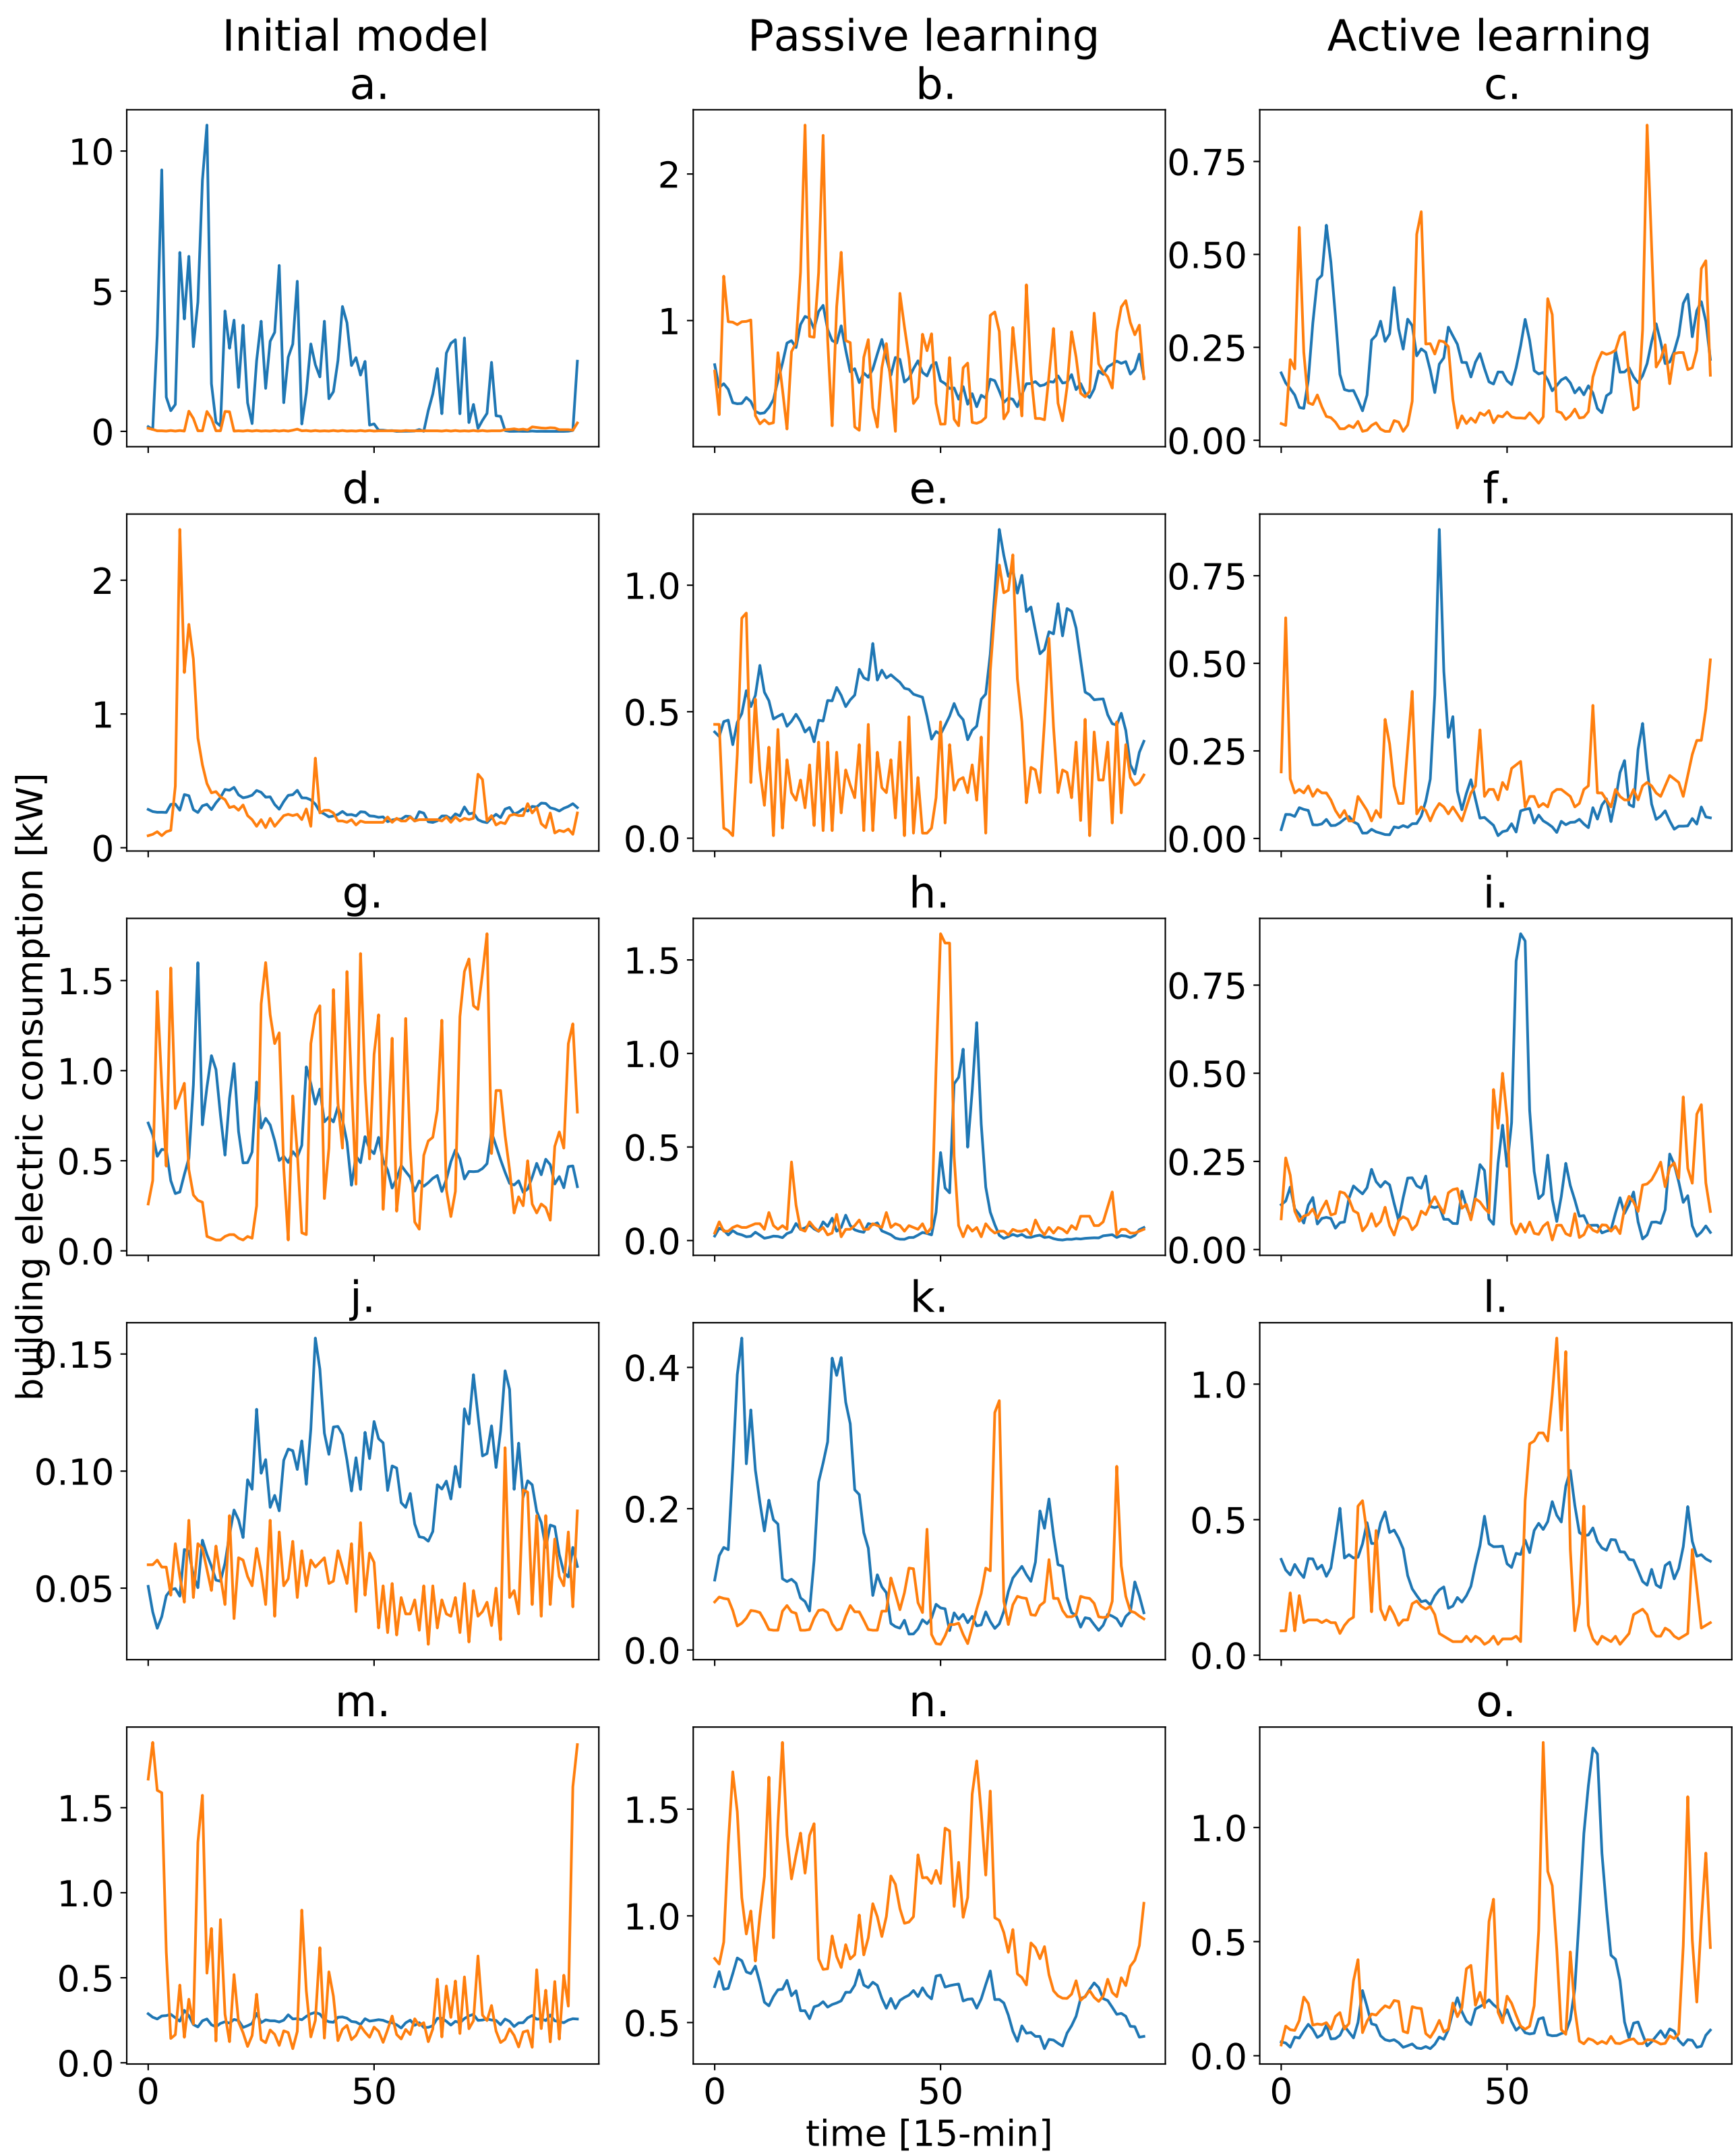 Initial model
Passive learning
Active learning
a.
b.
c.
10
5
0
2
1
0.75
0.50
0.25
0.00
d.
e.
f.
2
1
0
1.0
0.5
0.0
0.75
0.50
0.25
0.00
g.
h.
i.
1.5
1.0
0.5
0.0
1.5
1.0
0.5
0.0
0.75
0.50
0.25
0.00
j.
k.
l.
0.15
0.10
0.05
0.4
0.2
0.0
1.0
0.5
0.0
m.
n.
o.
1.5
1.0
0.5
0.0
1.5
1.0
0.5
1.0
0.5
0.0
0 50
0 50
0 50
building electric consumption [kW]
time [15-min]